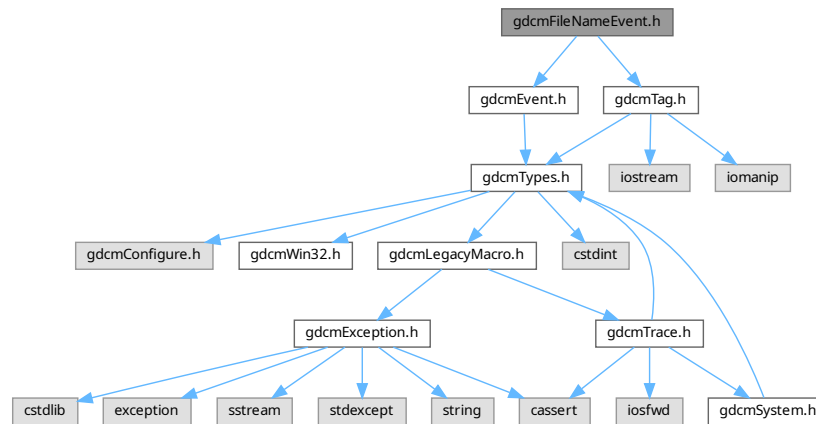 gdcmFileNameEvent.h
gdcmEvent.h
gdcmTag.h
gdcmTypes.h
iostream
iomanip
gdcmConfigure.h
gdcmWin32.h
gdcmLegacyMacro.h
cstdint
gdcmException.h
gdcmTrace.h
cstdlib
exception
sstream
stdexcept
string
cassert
iosfwd
gdcmSystem.h